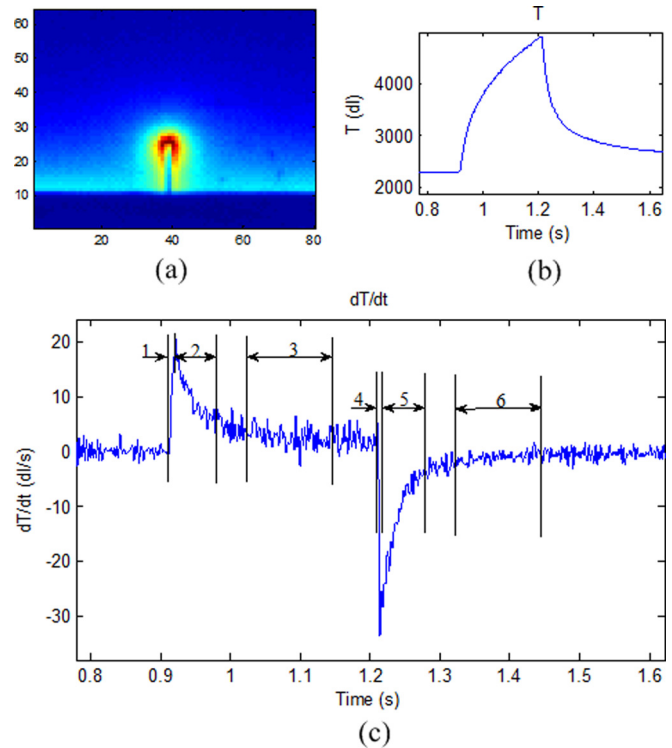 60
50
40
30
20
10
20 40 60 80
(a)
T
4000
3000
2000
T (dl)
1 1.2 1.4 1.6
Time (s)
(b)
dT/dt
20
10
0
-10
-20
-30
dT/dt (dl/s)
1 2 3 4 5 6
0.8 0.9 1 1.1 1.2 1.3 1.4 1.5 1.6
Time (s)
(c)